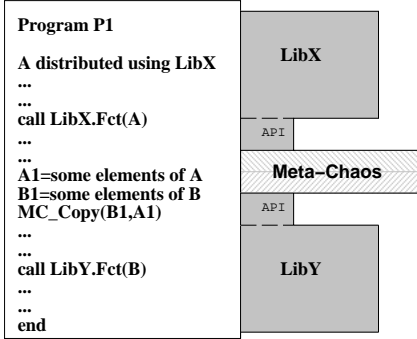 Program P1
A distributed using LibX
...
...
call LibX.Fct(A)
...
...
A1=some elements of A
B1=some elements of B
MC_Copy(B1,A1)
...
...
call LibY.Fct(B)
...
...
end
LibX
API
Meta-Chaos
API
LibY